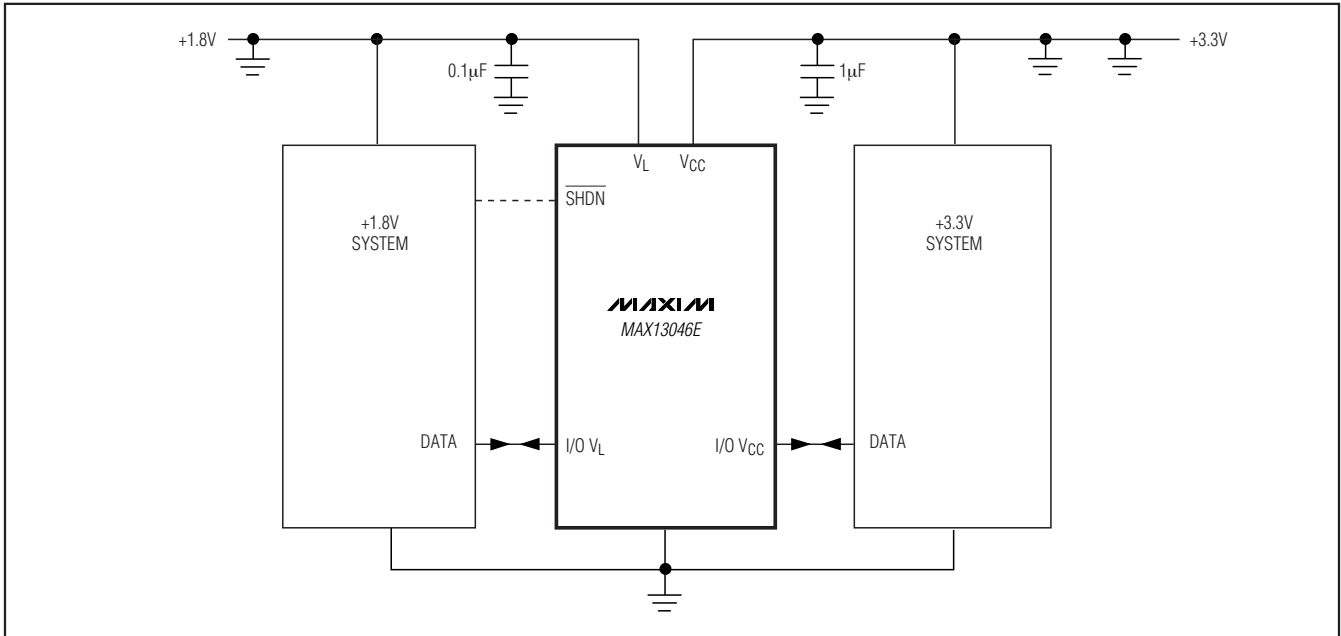 +1.8V
+3.3V
0.1µF
1µF
VL
VCC
SHDN
+1.8V
SYSTEM
+3.3V
SYSTEM
MAXIM
MAX13046E
DATA
I/O VL
I/O VCC
DATA